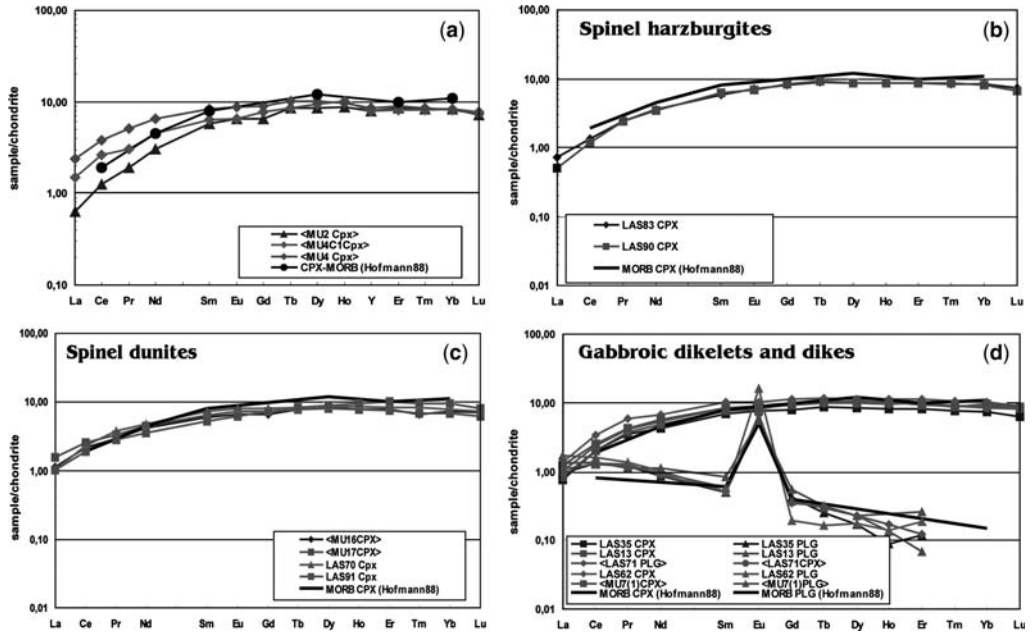 (a)
100,00
10,00
1,00
0,10
sample/chondrite
<MU2 Cpx>
<MU4C1Cpx>
<MU4 Cpx>
CPX-MORB (Hofmann88)
La Ce Pr Nd Sm Eu Gd Tb Dy Ho Y Er Tm Yb Lu
Spinel harzburgites
(b)
100,00
10,00
1,00
0,10
0,01
sample/chondrite
LAS83 CPX
LAS90 CPX
MORB CPX (Hofmann88)
La Ce Pr Nd Sm Eu Gd Tb Dy Ho Er Tm Yb Lu
Spinel dunites
(c)
100,00
10,00
1,00
0,10
0,01
sample/chondrite
<MU16CPX>
<MU17CPX>
LAS70 Cpx
LAS91 Cpx
MORB CPX (Hofmann88)
La Ce Pr Nd Sm Eu Gd Tb Dy Ho Er Tm Yb Lu
Gabbroic dikelets and dikes
(d)
100,00
10,00
1,00
0,10
0,01
sample/chondrite
LAS35 CPX LAS35 PLG
LAS13 CPX LAS13 PLG
<LAS71 PLG> <LAS71CPX>
LAS62 CPX LAS62 PLG
<MU7(1)CPX> <MU7(1)PLG>
MORB CPX (Hofmann88) MORB PLG (Hofmann88)
La Ce Pr Nd Sm Eu Gd Tb Dy Ho Er Tm Yb Lu